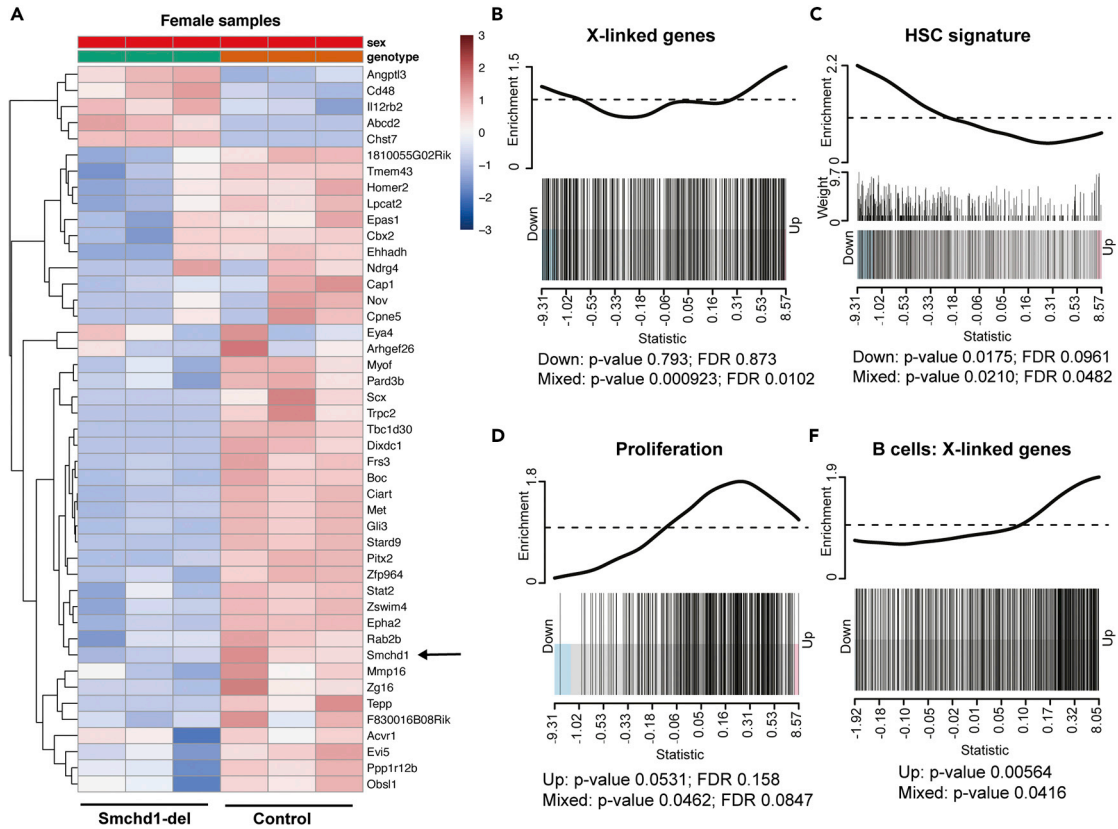 A
Female samples
sex
genotype
3
2
1
0
−1
−2
−3
Angptl3
Cd48
Il12rb2
Abcd2
Chst7
1810055G02Rik
Tmem43
Homer2
Lpcat2
Epas1
Cbx2
Ehhadh
Ndrg4
Cap1
Nov
Cpne5
Eya4
Arhgef26
Myof
Pard3b
Scx
Trpc2
Tbc1d30
Dixdc1
Frs3
Boc
Ciart
Met
Gli3
Stard9
Pitx2
Zfp964
Stat2
Zswim4
Epha2
Rab2b
Smchd1
Mmp16
Zg16
Tepp
F830016B08Rik
Acvr1
Evi5
Ppp1r12b
Obsl1
Smchd1-del
Control
B
X-linked genes
Enrichment
1.5
0
Down
Up
-9.31
-1.02
-0.53
-0.33
-0.18
-0.06
0.05
0.16
0.31
0.53
8.57
Statistic
Down: p-value 0.793; FDR 0.873
Mixed: p-value 0.000923; FDR 0.0102
C
HSC signature
Enrichment
2.2
0
Weight
9.7
0
Down
Up
-9.31
-1.02
-0.53
-0.33
-0.18
-0.06
0.05
0.16
0.31
0.53
8.57
Statistic
Down: p-value 0.0175; FDR 0.0961
Mixed: p-value 0.0210; FDR 0.0482
D
Proliferation
Enrichment
1.8
0
Down
Up
-9.31
-1.02
-0.53
-0.33
-0.18
-0.06
0.05
0.16
0.31
0.53
8.57
Statistic
Up: p-value 0.0531; FDR 0.158
Mixed: p-value 0.0462; FDR 0.0847
F
B cells: X-linked genes
Enrichment
1.9
0
Down
Up
-1.92
-0.18
-0.10
-0.05
-0.02
0.01
0.05
0.10
0.17
0.32
8.05
Statistic
Up: p-value 0.00564
Mixed: p-value 0.0416